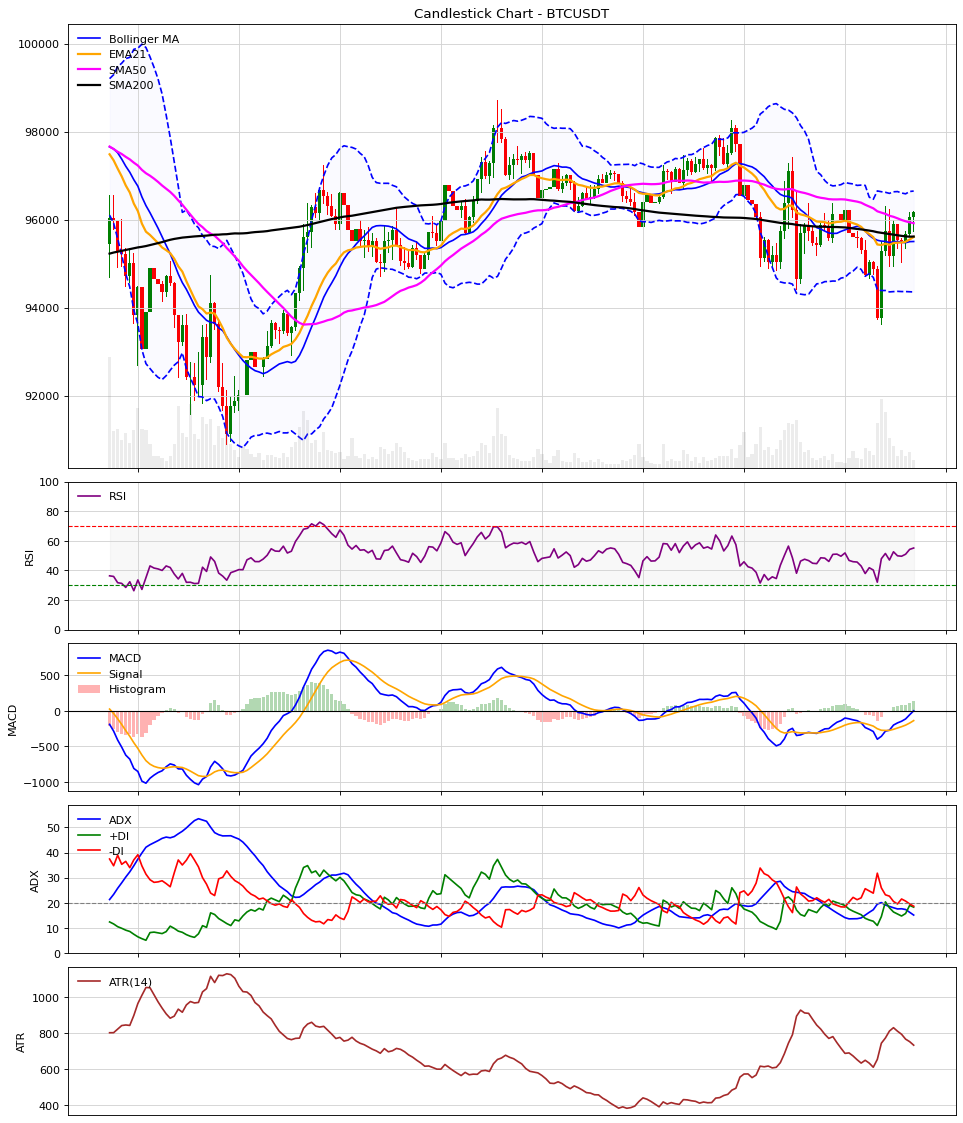 Candlestick Chart - BTCUSDT
Bollinger MA
EMA21
SMA50
SMA200
100000
98000
96000
94000
92000
RSI
RSI
100
80
60
40
20
0
MACD
Signal
Histogram
MACD
500
0
−500
−1000
ADX
+DI
-DI
ADX
50
40
30
20
10
0
ATR(14)
ATR
1000
800
600
400